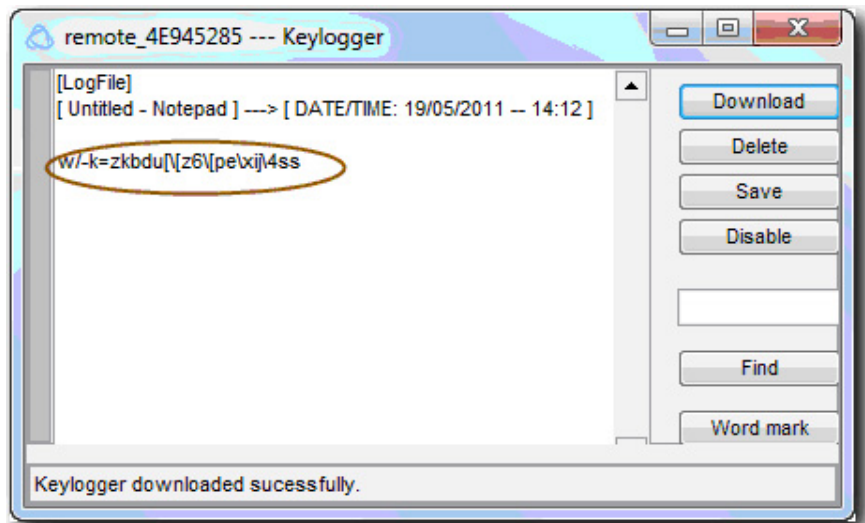 remote_4E945285 --- Keylogger
[LogFile]
[ Untitled - Notepad ] ---> [ DATE/TIME: 19/05/2011 -- 14:12 ]
w/-k=zkbdu[\[z6\[pe\xij\4ss
Download
Delete
Save
Disable
Find
Word mark
Keylogger downloaded sucessfully.